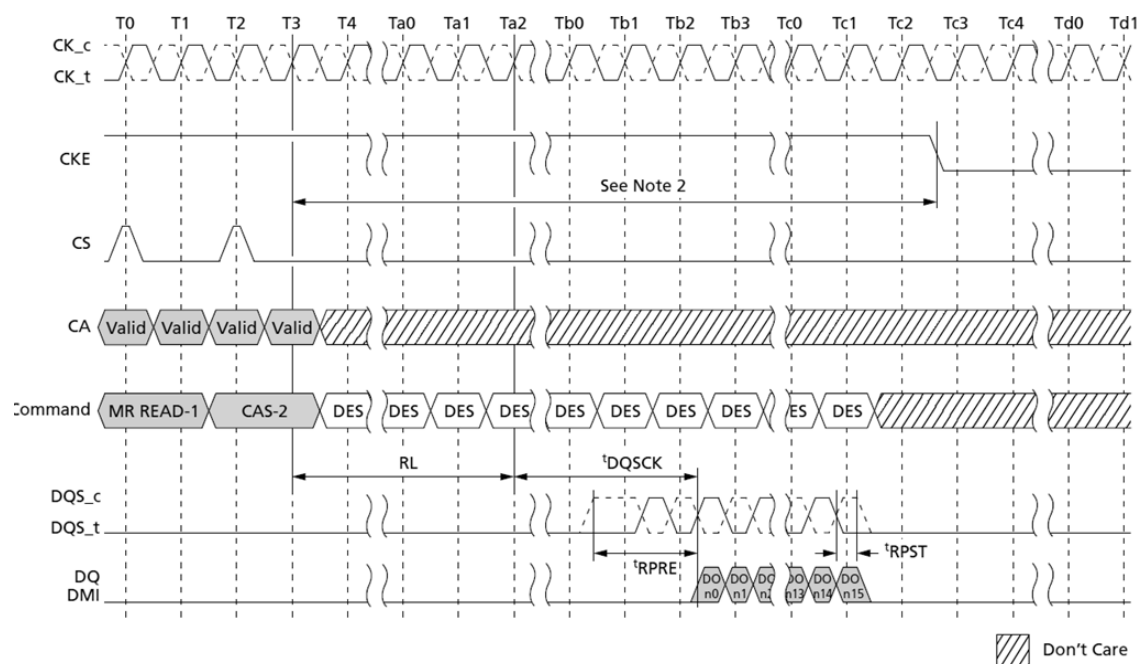 T0 T1 T2 T3 T4 Ta0 Ta1 Ta2 Tb0 Tb1 Tb2 Tb3 Tc0 Tc1 Tc2 Tc3 Tc4 Td0 Td1
CK_c
CK_t
CKE
See Note 2
CS
CA Valid Valid Valid Valid
Command MR READ-1 CAS-2 DES DES DES DES DES DES DES DES ES DES
RL tDQSCK
DQS_c
DQS_t
tRPRE tRPST
DQ DO DO DO DO DO DO
DMI n0 n1 n2 n13 n14 n15
Don't Care